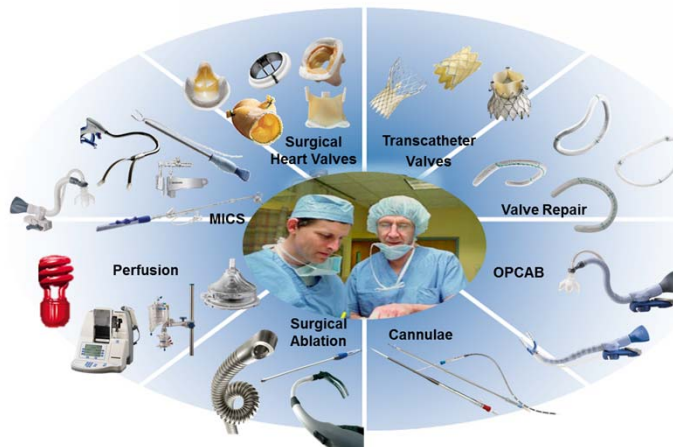 Surgical
Heart Valves
Transcatheter
Valves
Valve Repair
MICS
OPCAB
Perfusion
Surgical
Ablation
Cannulae